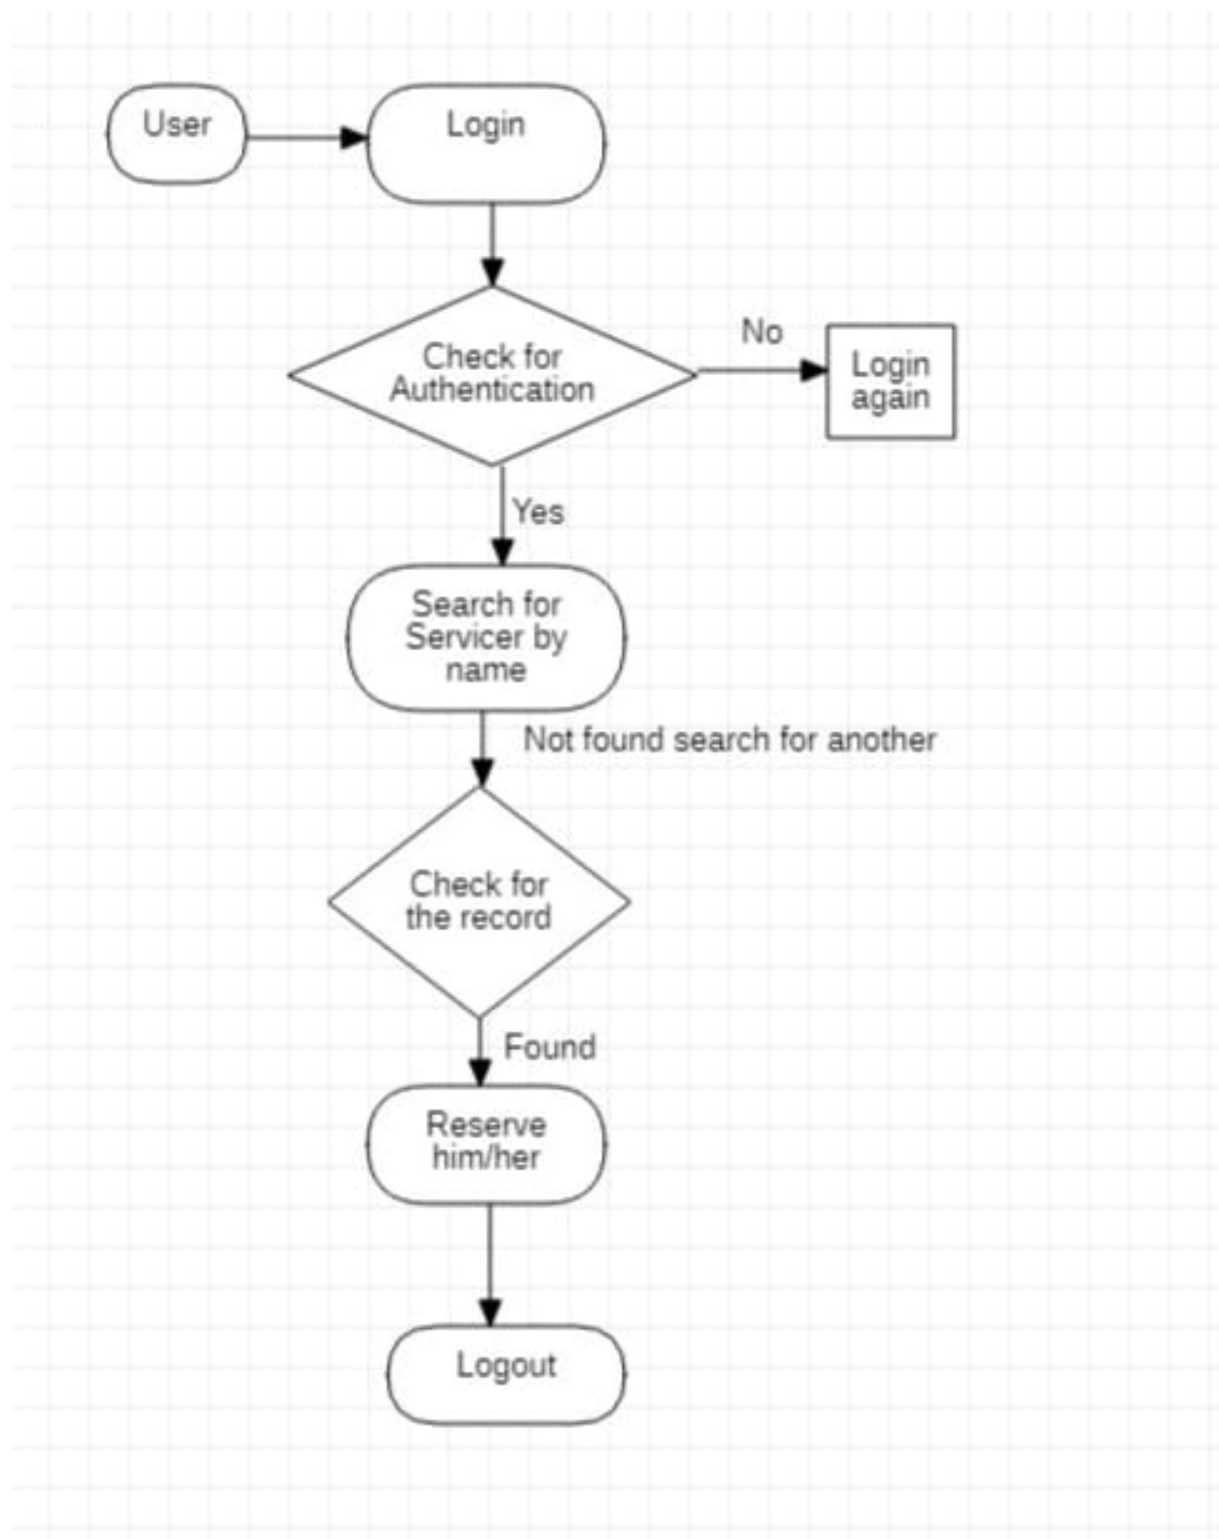 User
Login
Check for
Authentication
No
Login
again
Yes
Search for
Servicer by
name
Not found search for another
Check for
the record
Found
Reserve
him/her
Logout